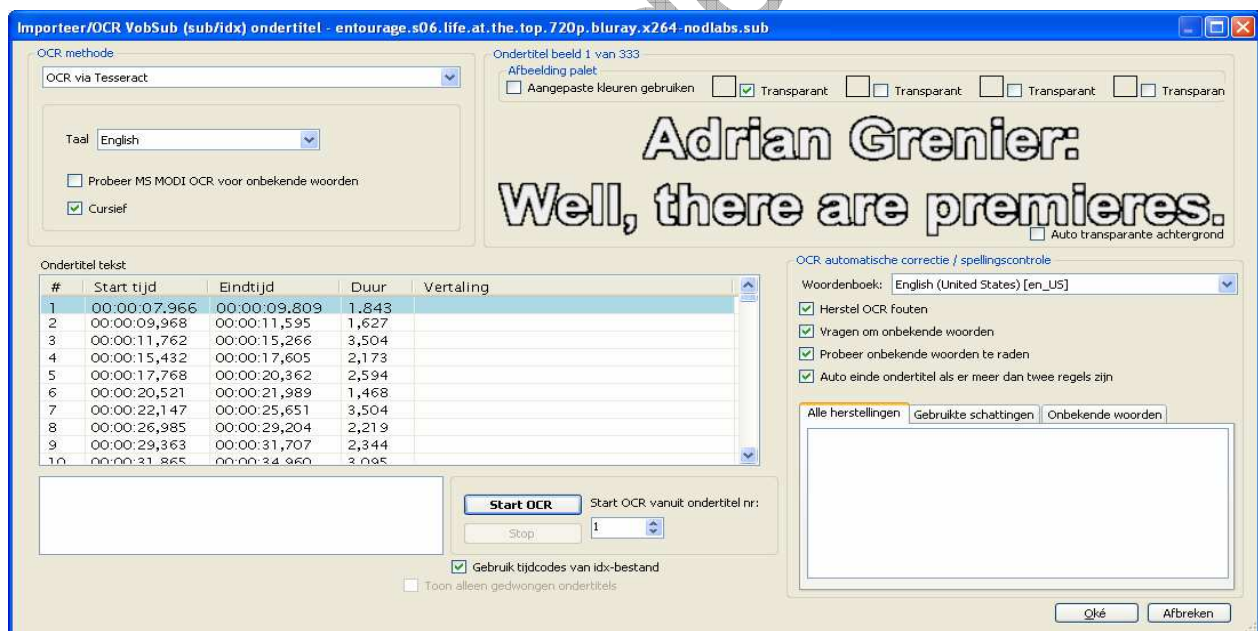 Importeer/OCR VobSub (sub/idx) ondertitel - entourage.s06.life.at.the.top.720p.bluray.x264-nodlabs.sub
OCR methode
OCR via Tesseract
Taal English
Probeer MS MODI OCR voor onbekende woorden
Cursief
Ondertitel beeld 1 van 333
Afbeelding palet
Aangepaste kleuren gebruiken Transparant Transparant Transparant Transparan
Adrian Grenier:
Well, there are premieres.
Auto transparante achtergrond
Ondertitel tekst
# Start tijd Eindtijd Duur Vertaling
1 00:00:07.966 00:00:09.809 1.843
2 00:00:09,968 00:00:11,595 1,627
3 00:00:11,762 00:00:15,266 3,504
4 00:00:15,432 00:00:17,605 2,173
5 00:00:17,768 00:00:20,362 2,594
6 00:00:20,521 00:00:21,989 1,468
7 00:00:22,147 00:00:25,651 3,504
8 00:00:26,985 00:00:29,204 2,219
9 00:00:29,363 00:00:31,707 2,344
10 00:00:31.865 00:00:34.960 3.095
OCR automatische correctie / spellingscontrole
Woordenboek: English (United States) [en_US]
Herstel OCR fouten
Vragen om onbekende woorden
Probeer onbekende woorden te raden
Auto einde ondertitel als er meer dan twee regels zijn
Alle herstellingen Gebruikte schattingen Onbekende woorden
Start OCR Start OCR vanuit ondertitel nr:
Stop 1
Gebruik tijdcodes van idx-bestand
Toon alleen gedwongen ondertitels
Oké Afbreken